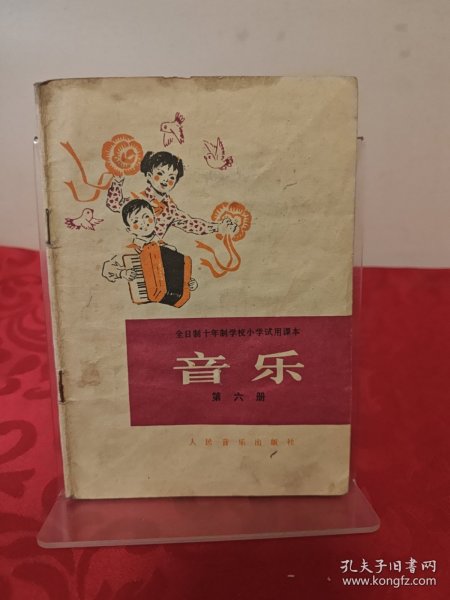 全日制十年制学校小学试用课本
音乐
第六册
人民音乐出版社
孔夫子旧书网
www.kongfz.com